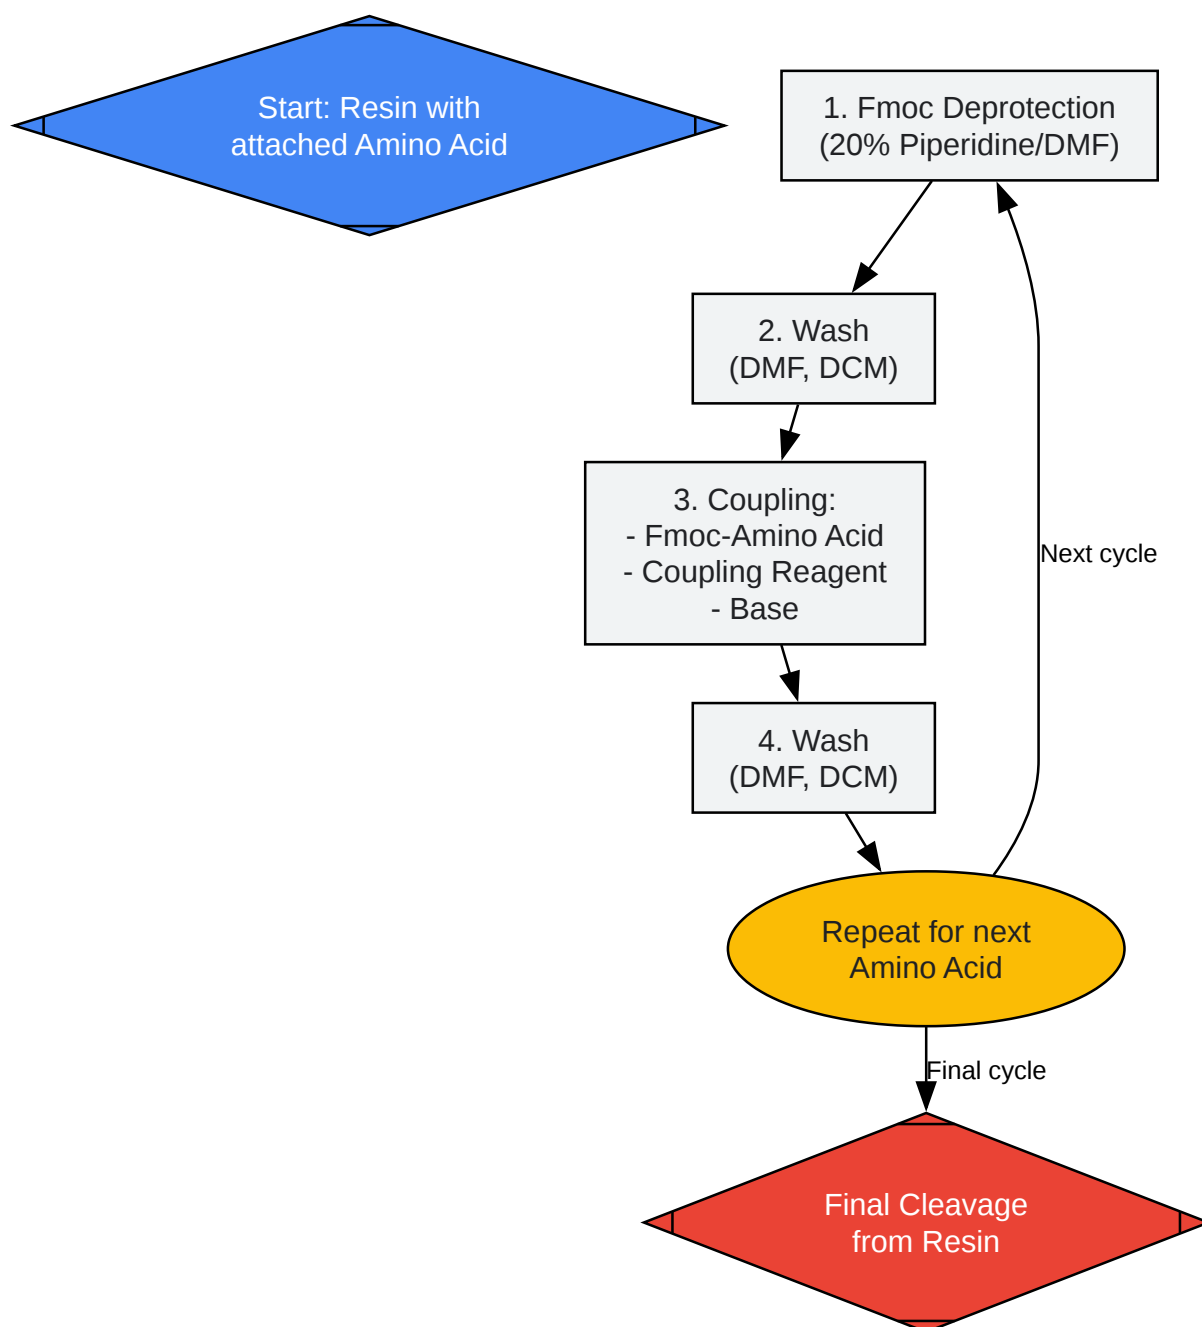 Start: Resin with
attached Amino Acid
1. Fmoc Deprotection
(20% Piperidine/DMF)
2. Wash
(DMF, DCM)
3. Coupling:
- Fmoc-Amino Acid
- Coupling Reagent
- Base
Next cycle
4. Wash
(DMF, DCM)
Repeat for next
Amino Acid
Final cycle
Final Cleavage
from Resin